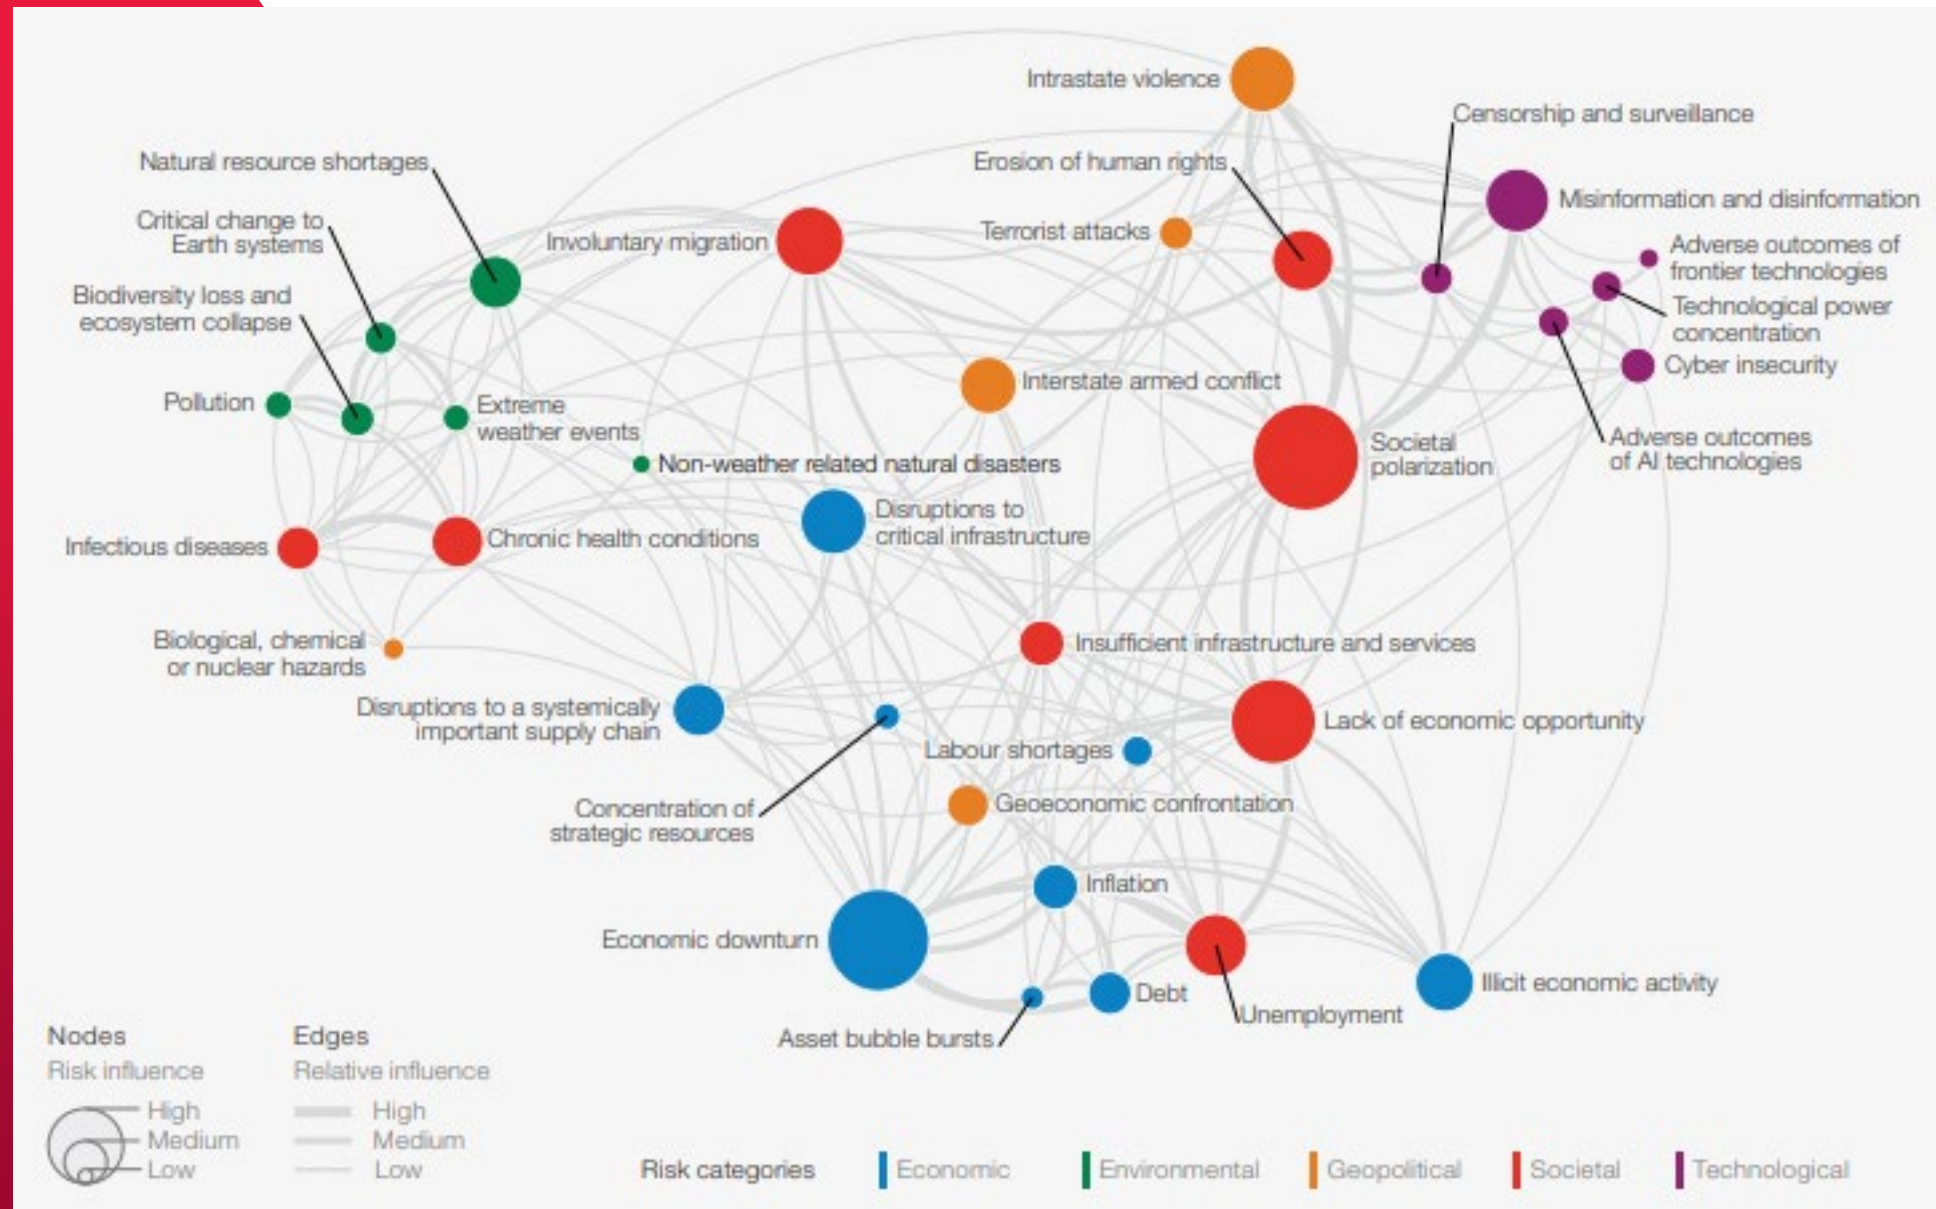 Intrastate violence
Censorship and surveillance
Natural resource shortages
Erosion of human rights
Misinformation and disinformation
Critical change to
Earth systems
Involuntary migration
Terrorist attacks
Adverse outcomes of
frontier technologies
Biodiversity loss and
ecosystem collapse
Technological power
concentration
Cyber insecurity
Interstate armed conflict
Pollution
Extreme
weather events
Societal
polarization
Adverse outcomes
of AI technologies
Non-weather related natural disasters
Disruptions to
critical infrastructure
Infectious diseases
Chronic health conditions
Biological, chemical
or nuclear hazards
Insufficient infrastructure and services
Disruptions to a systemically
important supply chain
Lack of economic opportunity
Labour shortages
Concentration of
strategic resources
Geoeconomic confrontation
Inflation
Economic downturn
Debt
Illicit economic activity
Unemployment
Asset bubble bursts
Nodes
Risk influence
High
Medium
Low
Edges
Relative influence
High
Medium
Low
Risk categories
Economic
Environmental
Geopolitical
Societal
Technological